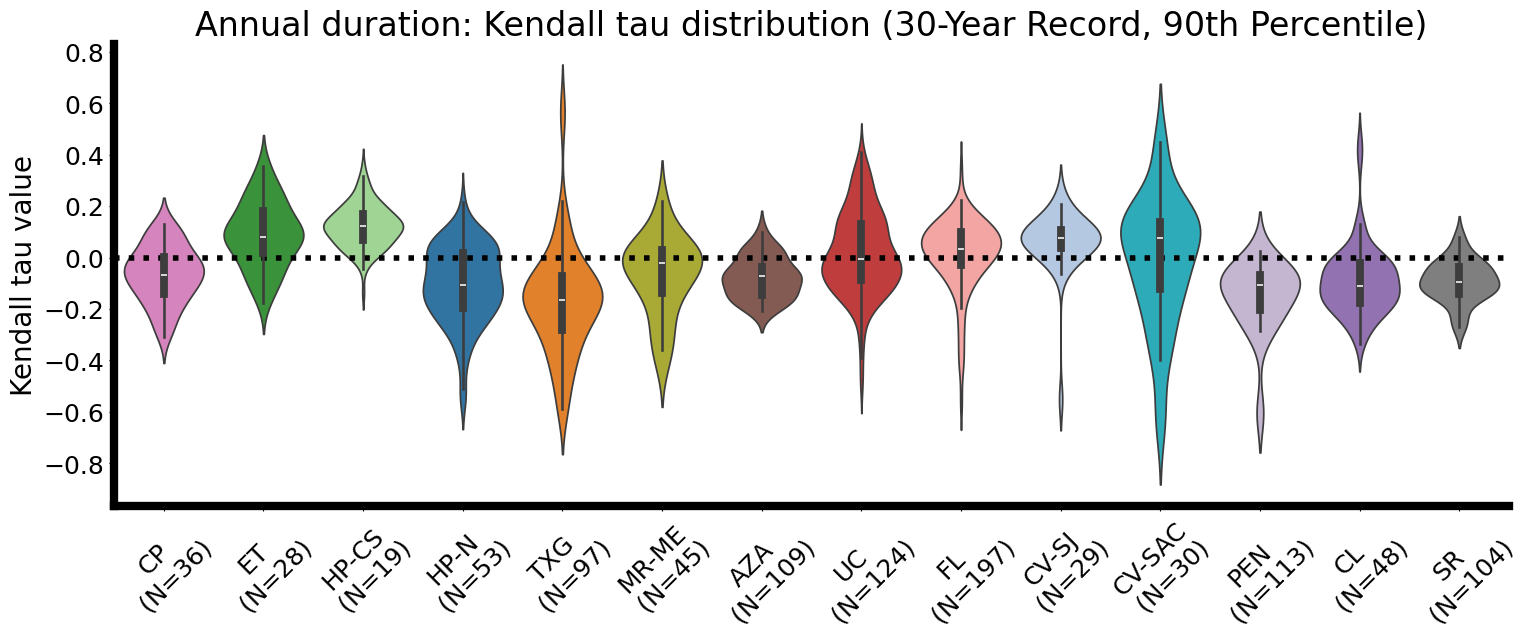 Annual duration: Kendall tau distribution (30-Year Record, 90th Percentile)
Kendall tau value
0.8
0.6
0.4
0.2
0.0
−0.2
−0.4
−0.6
−0.8
CP
(N=36)
ET
(N=28)
HP-CS
(N=19)
HP-N
(N=53)
TXG
(N=97)
MR-ME
(N=45)
AZA
(N=109)
UC
(N=124)
FL
(N=197)
CV-SJ
(N=29)
CV-SAC
(N=30)
PEN
(N=113)
CL
(N=48)
SR
(N=104)